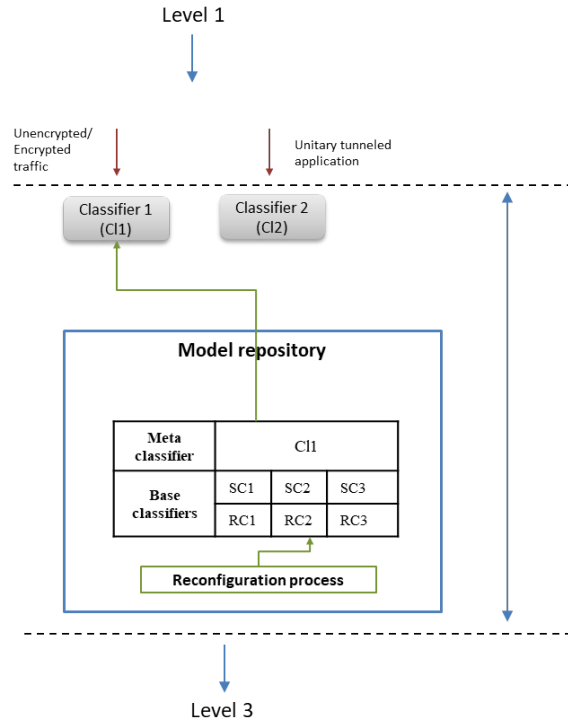 Level 1
Unencrypted/
Encrypted
traffic
Unitary tunneled
application
Classifier 1
(Cl1)
Classifier 2
(Cl2)
Model repository
Meta
classifier
Cl1
Base
classifiers
SC1 SC2 SC3
RC1 RC2 RC3
Reconfiguration process
Level 3